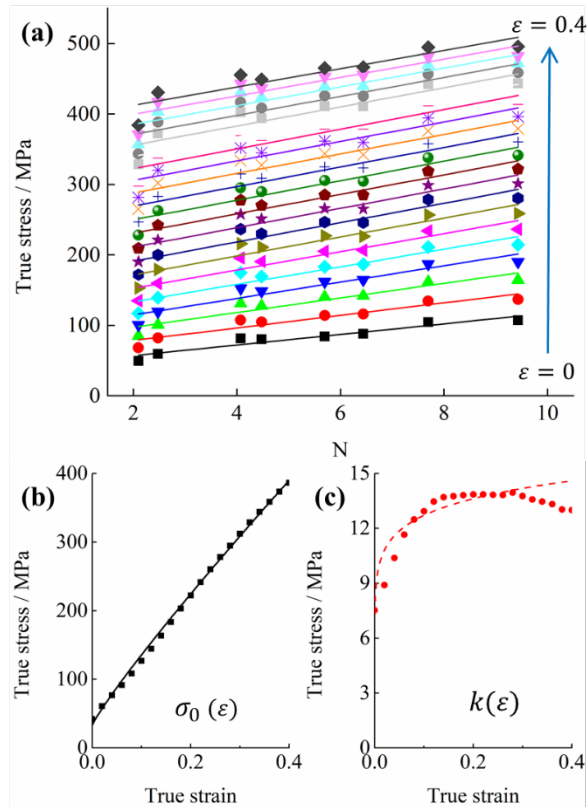 (a)
ε = 0.4
500
400
300
200
100
0
True stress / MPa
ε = 0
2 4 6 8 10
N
(b)
400
300
200
100
0
True stress / MPa
σ₀ (ε)
0.0 0.2 0.4
True strain
(c)
15
12
9
6
3
0
True stress / MPa
k(ε)
0.0 0.2 0.4
True strain